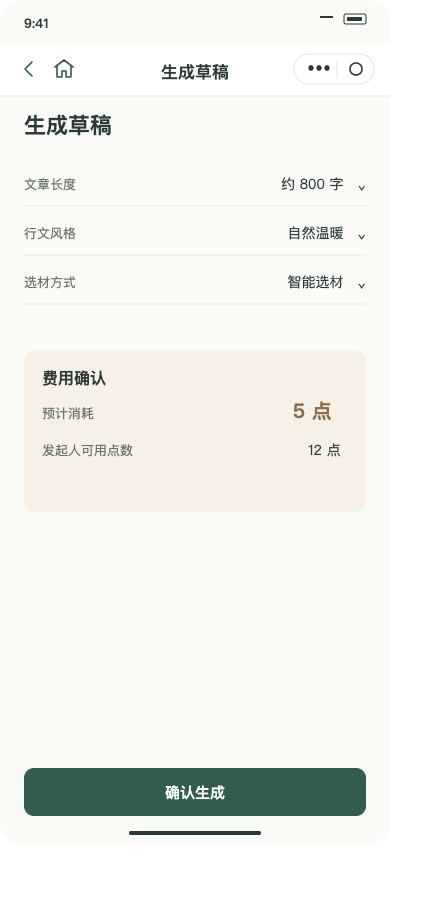 9:41
生成草稿
生成草稿
文章长度 约 800 字
行文风格 自然温暖
选材方式 智能选材
费用确认
预计消耗 5 点
发起人可用点数 12 点
确认生成